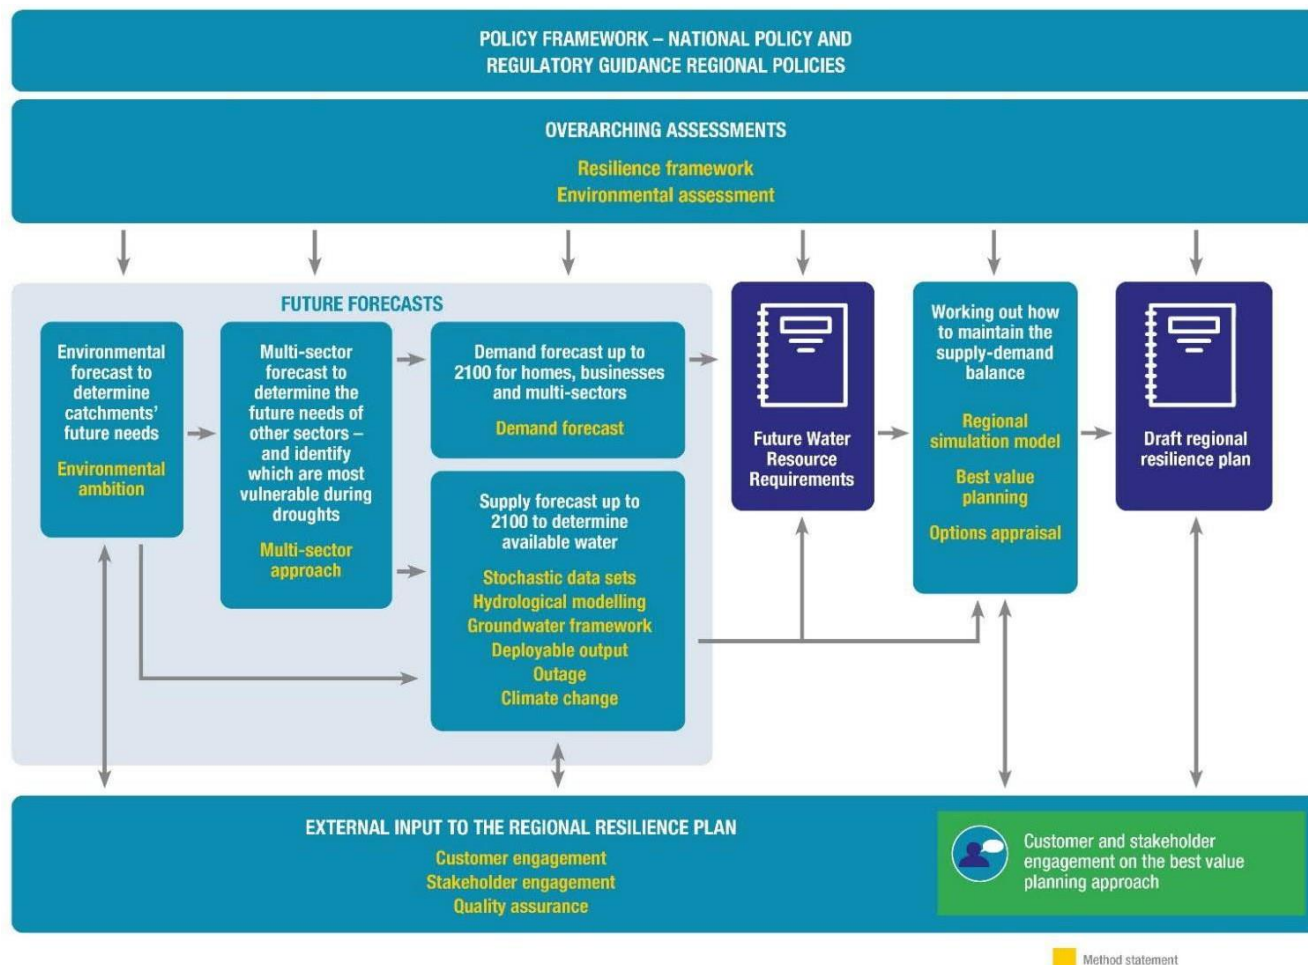 POLICY FRAMEWORK – NATIONAL POLICY AND
REGULATORY GUIDANCE REGIONAL POLICIES
OVERARCHING ASSESSMENTS
Resilience framework
Environmental assessment
FUTURE FORECASTS
Environmental
forecast to
determine
catchments'
future needs
Environmental
ambition
Multi-sector
forecast to
determine the
future needs of
other sectors –
and identify
which are most
vulnerable during
droughts
Multi-sector
approach
Demand forecast up to
2100 for homes, businesses
and multi-sectors
Demand forecast
Supply forecast up to
2100 to determine
available water
Stochastic data sets
Hydrological modelling
Groundwater framework
Deployable output
Outage
Climate change
Future Water
Resource
Requirements
Working out how
to maintain the
supply-demand
balance
Regional
simulation model
Best value
planning
Options appraisal
Draft regional
resilience plan
EXTERNAL INPUT TO THE REGIONAL RESILIENCE PLAN
Customer engagement
Stakeholder engagement
Quality assurance
Customer and stakeholder
engagement on the best value
planning approach
Method statement